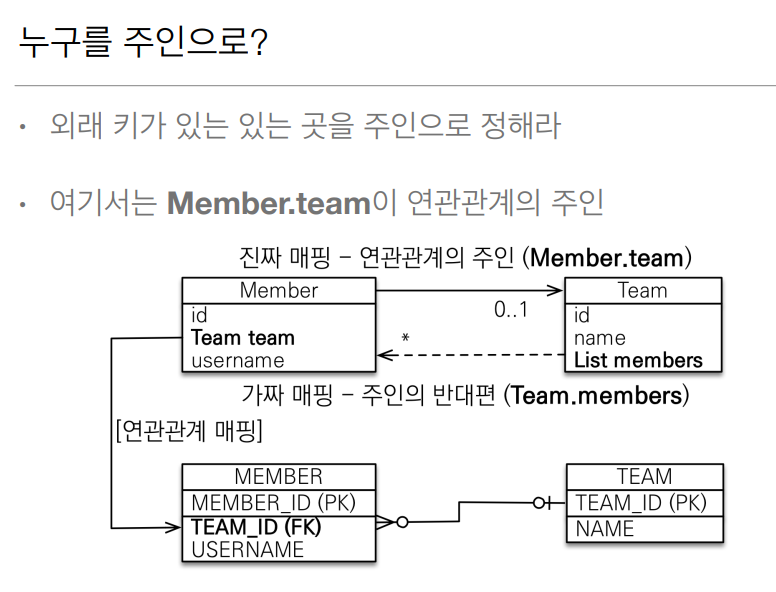 누구를 주인으로?
• 외래 키가 있는 있는 곳을 주인으로 정해라
• 여기서는 Member.team이 연관관계의 주인
진짜 매핑 - 연관관계의 주인 (Member.team)
Member
id
Team team
username
0..1
*
Team
id
name
List members
가짜 매핑 - 주인의 반대편 (Team.members)
[연관관계 매핑]
MEMBER
MEMBER_ID (PK)
TEAM_ID (FK)
USERNAME
TEAM
TEAM_ID (PK)
NAME